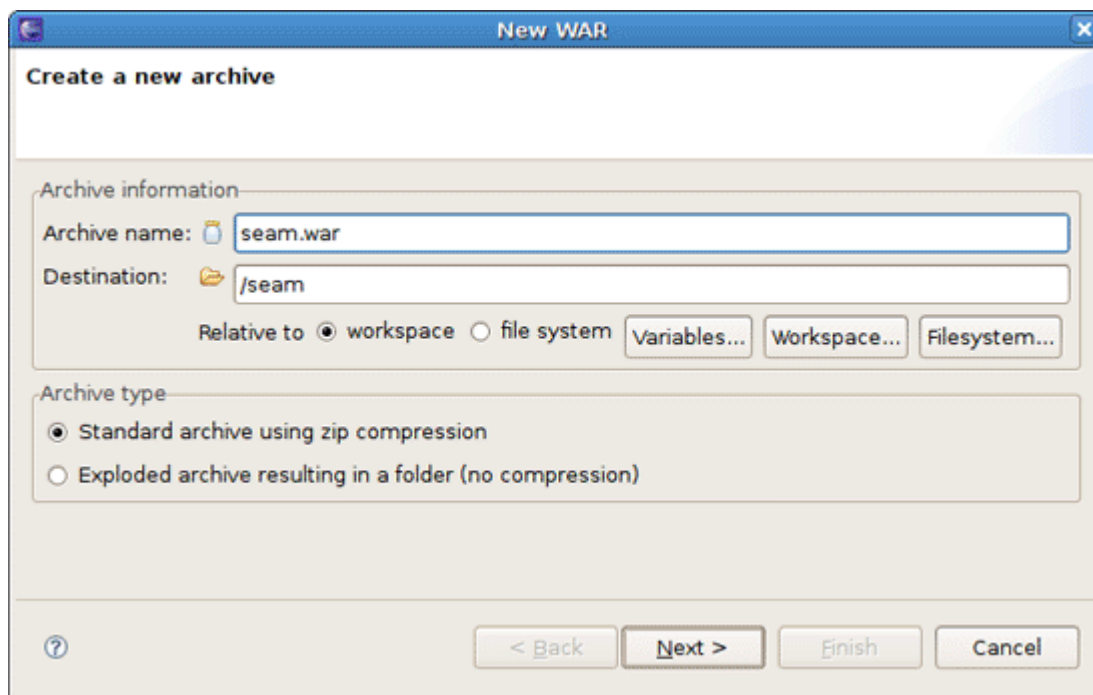 New WAR
Create a new archive
Archive information
Archive name: seam.war
Destination: /seam
Relative to workspace file system Variables... Workspace... Filesystem...
Archive type
Standard archive using zip compression
Exploded archive resulting in a folder (no compression)
< Back Next > Finish Cancel